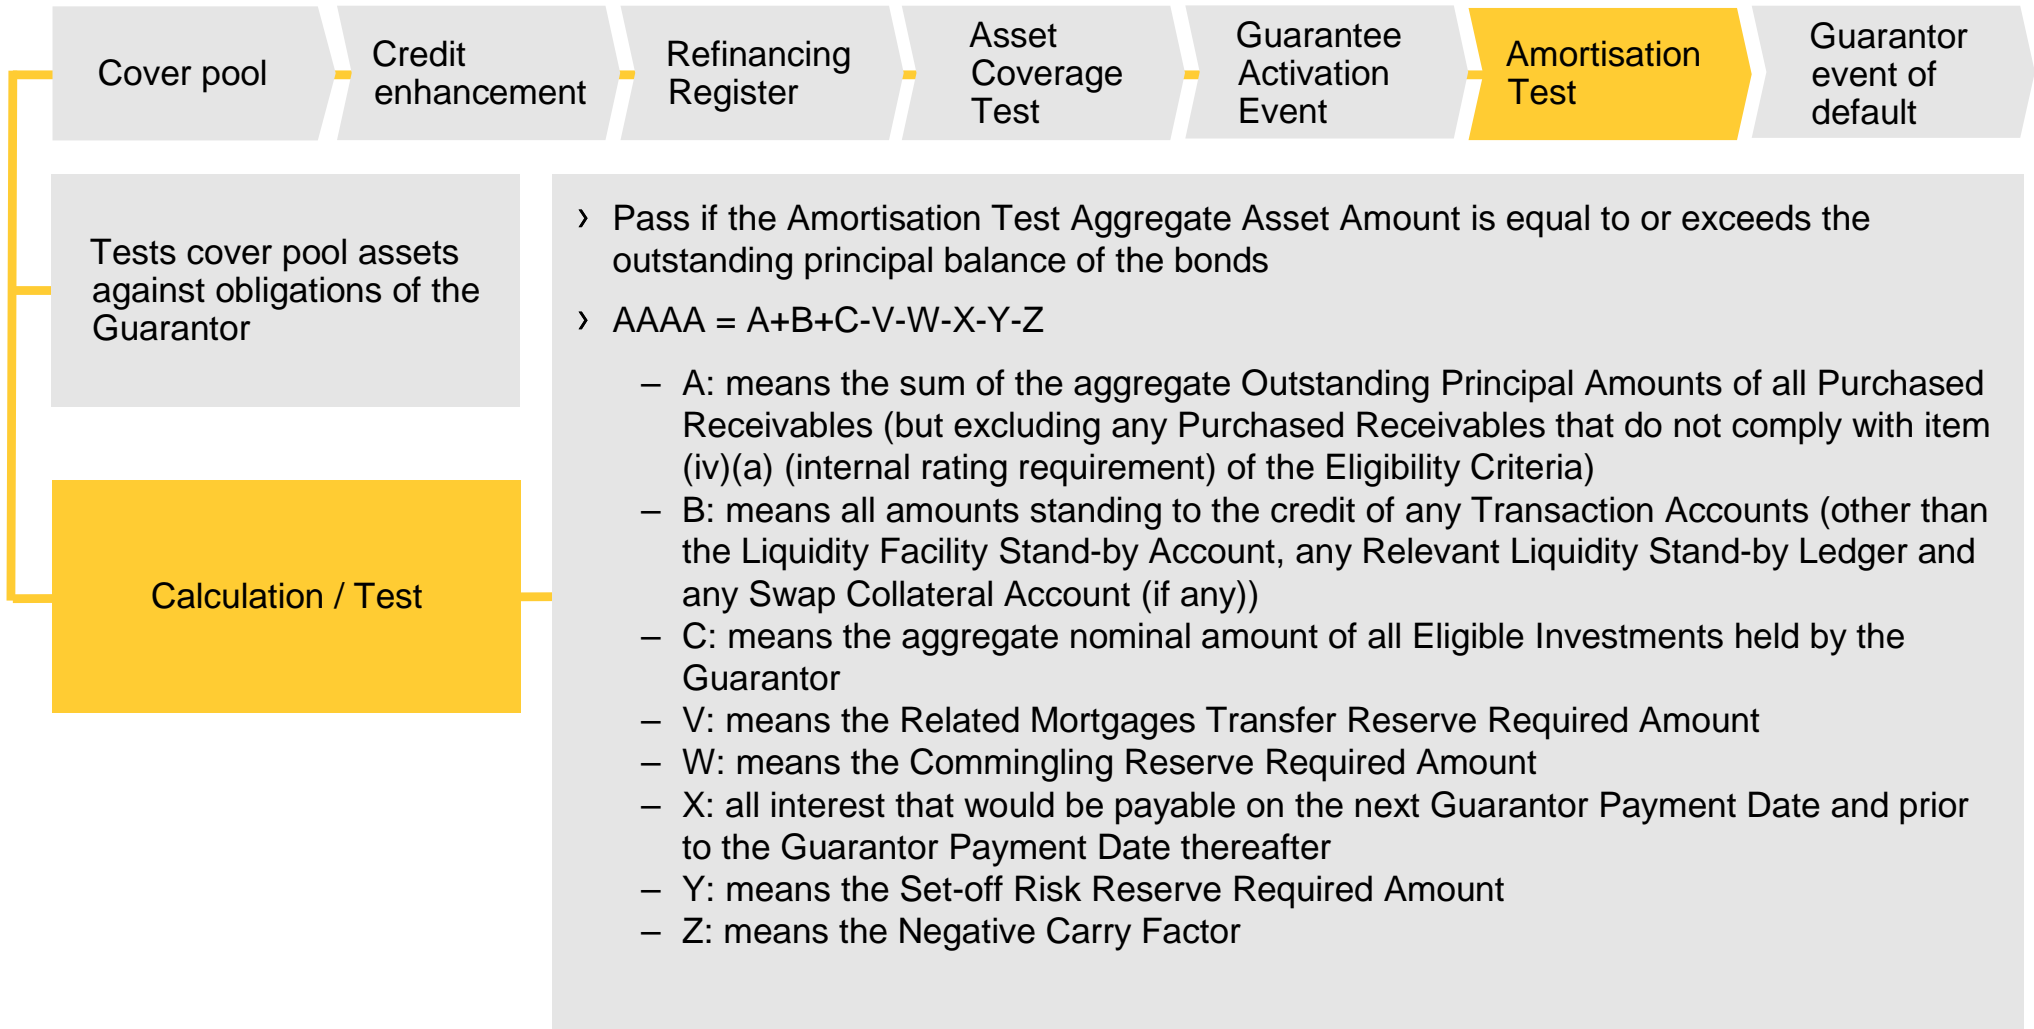 Cover pool
Credit
enhancement
Refinancing
Register
Asset
Coverage
Test
Guarantee
Activation
Event
Amortisation
Test
Guarantor
event of
default
Tests cover pool assets
against obligations of the
Guarantor
Calculation / Test
› Pass if the Amortisation Test Aggregate Asset Amount is equal to or exceeds the
outstanding principal balance of the bonds
› AAAA = A+B+C-V-W-X-Y-Z
– A: means the sum of the aggregate Outstanding Principal Amounts of all Purchased
Receivables (but excluding any Purchased Receivables that do not comply with item
(iv)(a) (internal rating requirement) of the Eligibility Criteria)
– B: means all amounts standing to the credit of any Transaction Accounts (other than
the Liquidity Facility Stand-by Account, any Relevant Liquidity Stand-by Ledger and
any Swap Collateral Account (if any))
– C: means the aggregate nominal amount of all Eligible Investments held by the
Guarantor
– V: means the Related Mortgages Transfer Reserve Required Amount
– W: means the Commingling Reserve Required Amount
– X: all interest that would be payable on the next Guarantor Payment Date and prior
to the Guarantor Payment Date thereafter
– Y: means the Set-off Risk Reserve Required Amount
– Z: means the Negative Carry Factor